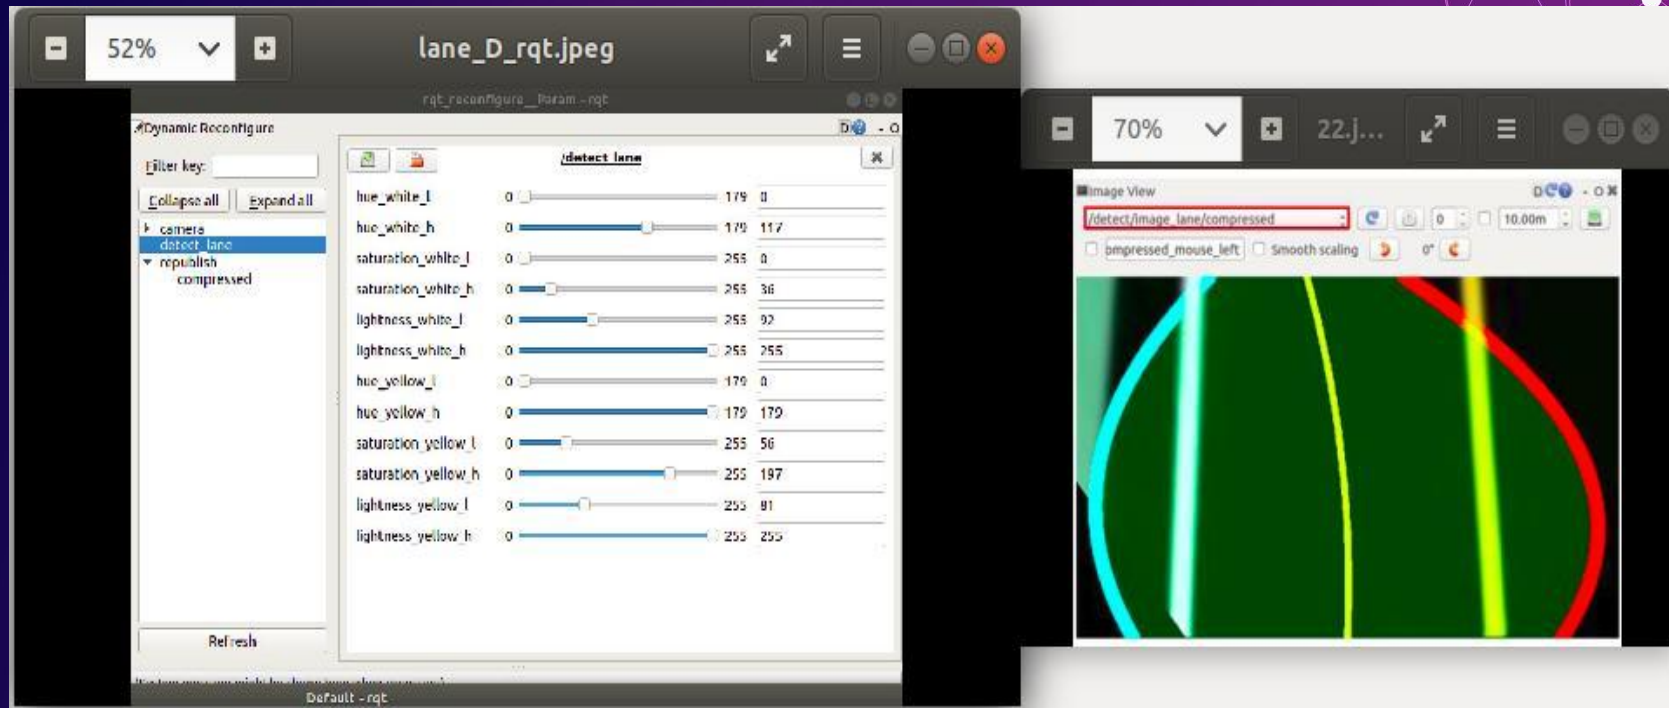 52%
lane_D_rqt.jpeg
rqt_reconfigure__Param - rqt
Dynamic Reconfigure
D - O
Filter key:
Collapse all Expand all
camera
detect_lane
republish
compressed
Refresh
/detect_lane
hue_white_l 0 179 0
hue_white_h 0 179 117
saturation_white_l 0 255 0
saturation_white_h 0 255 36
lightness_white_l 0 255 92
lightness_white_h 0 255 255
hue_yellow_l 0 179 0
hue_yellow_h 0 179 179
saturation_yellow_l 0 255 56
saturation_yellow_h 0 255 197
lightness_yellow_l 0 255 81
lightness_yellow_h 0 255 255
Default - rqt
70%
22.j...
Image View
D - O
/detect/image_lane/compressed 0 10.00m
ompressed_mouse_left Smooth scaling 0°